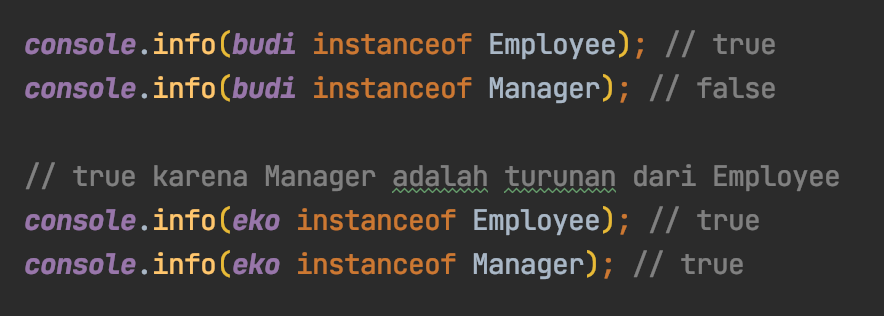 console.info(budi instanceof Employee); // true
console.info(budi instanceof Manager); // false
// true karena Manager adalah turunan dari Employee
console.info(eko instanceof Employee); // true
console.info(eko instanceof Manager); // true